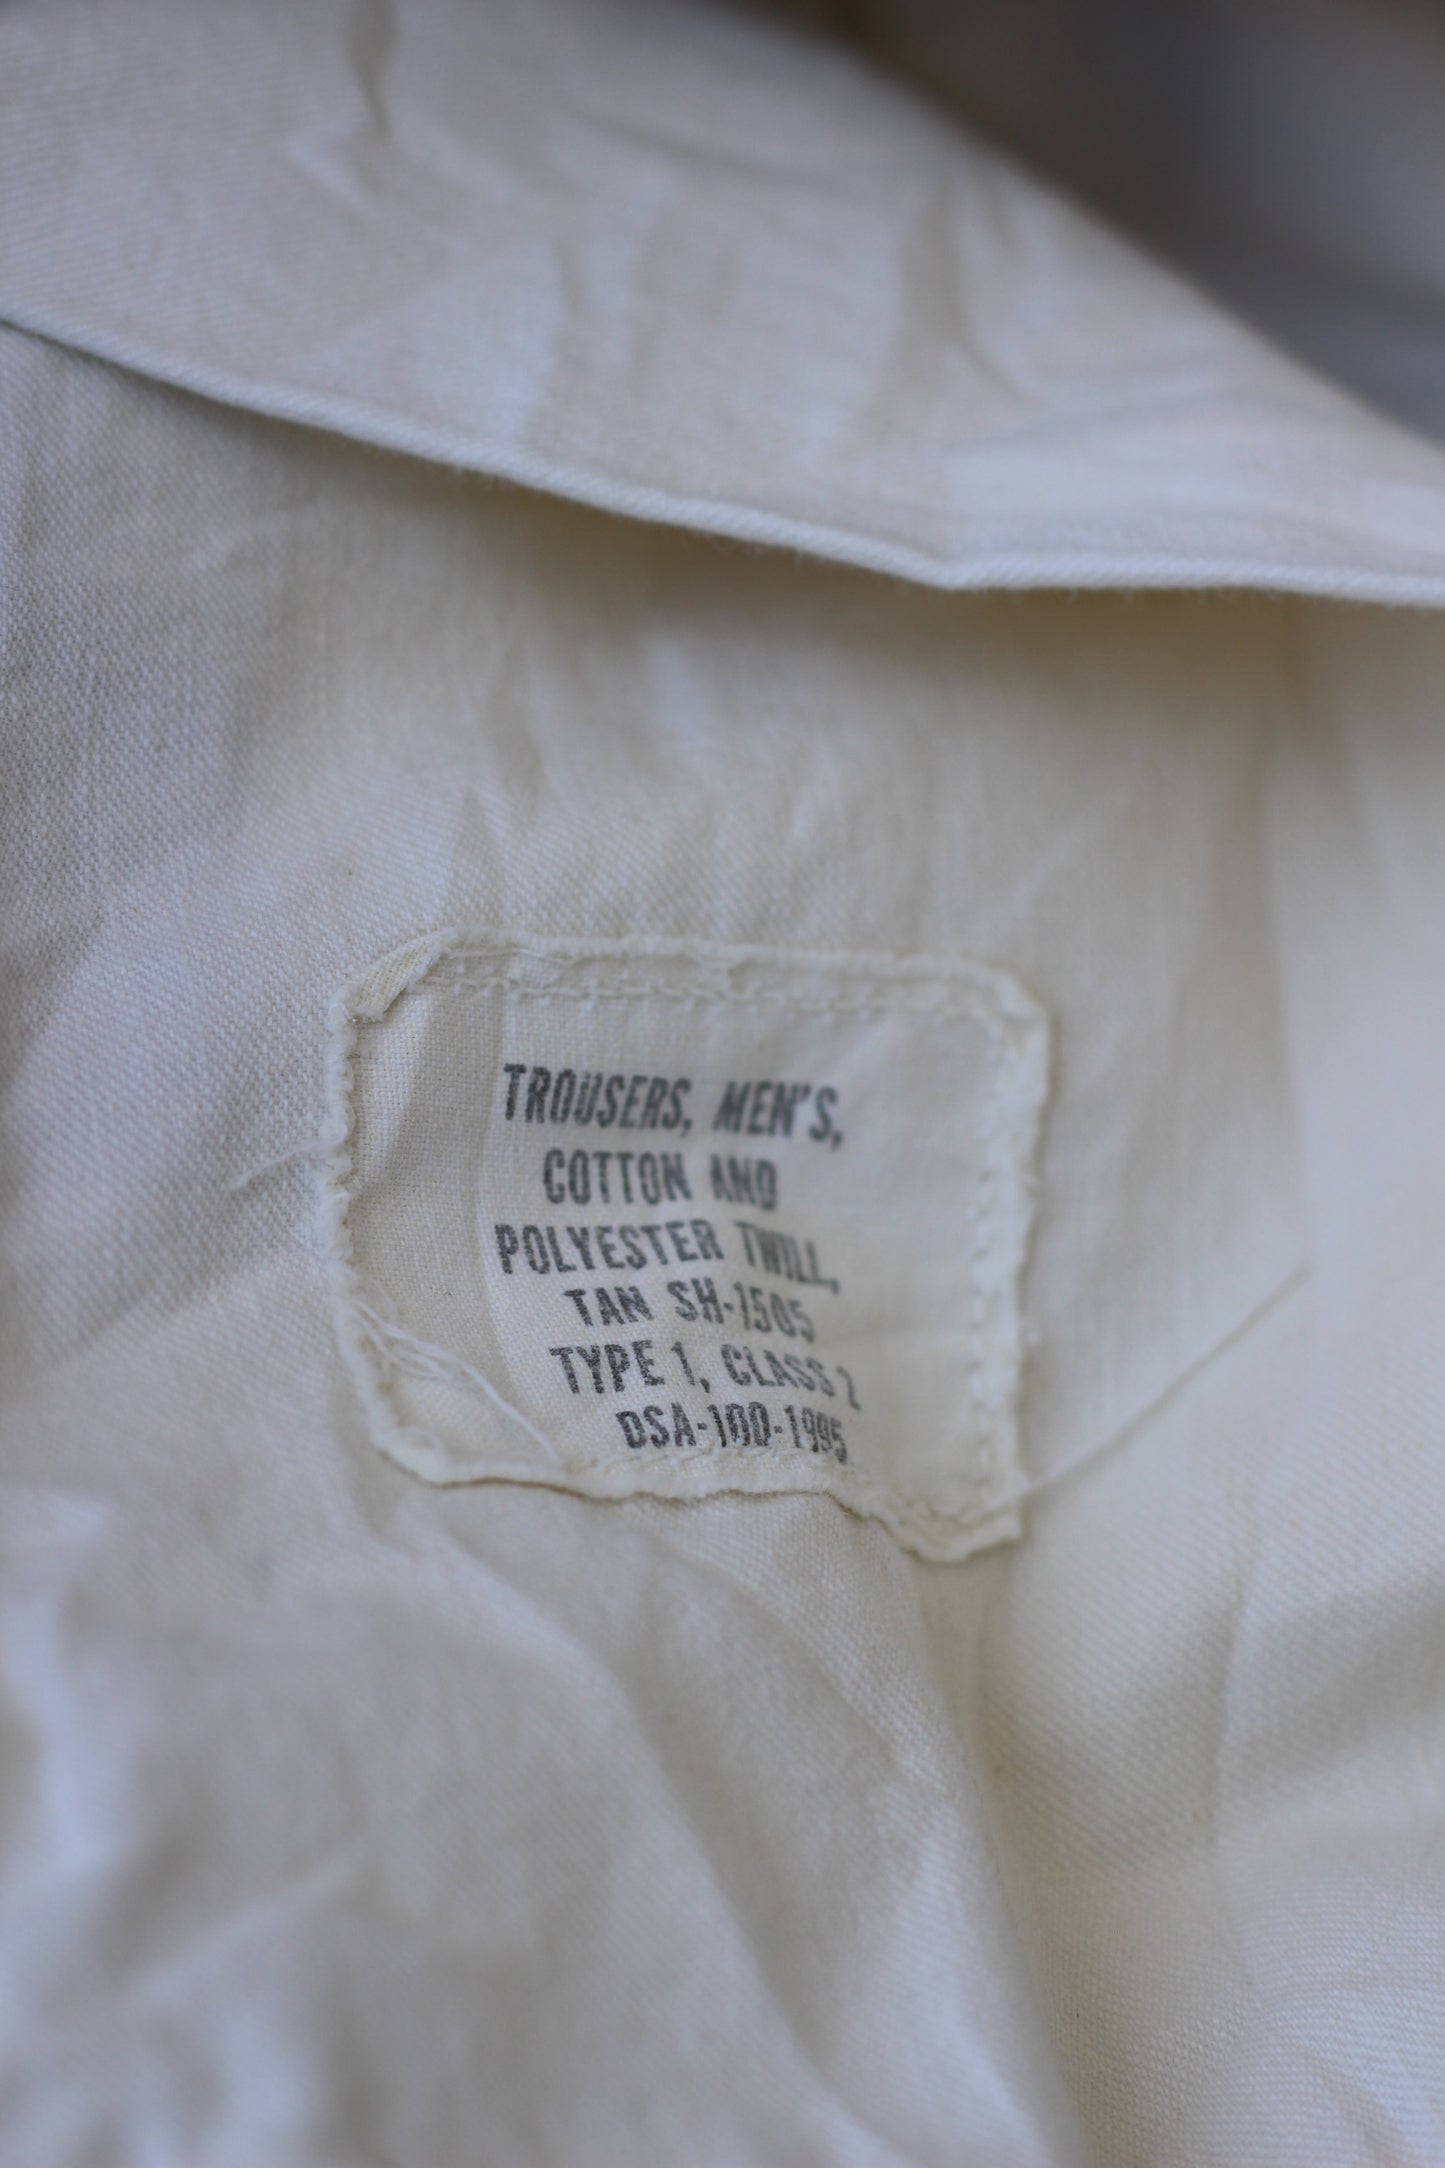 TROUSERS, MEN'S,
COTTON AND
POLYESTER TWILL,
TAN SH-1505
TYPE 1, CLASS 2
DSA-100-1995